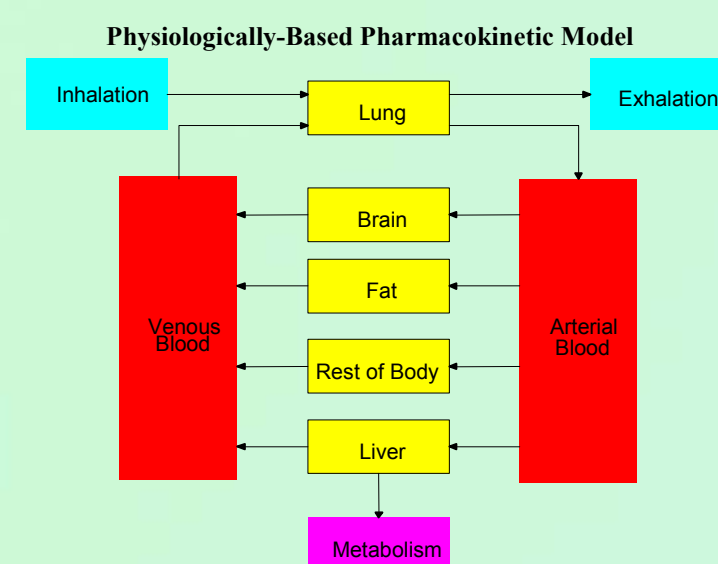 Physiologically-Based Pharmacokinetic Model
Inhalation
Lung
Exhalation
Brain
Fat
Venous
Blood
Arterial
Blood
Rest of Body
Liver
Metabolism